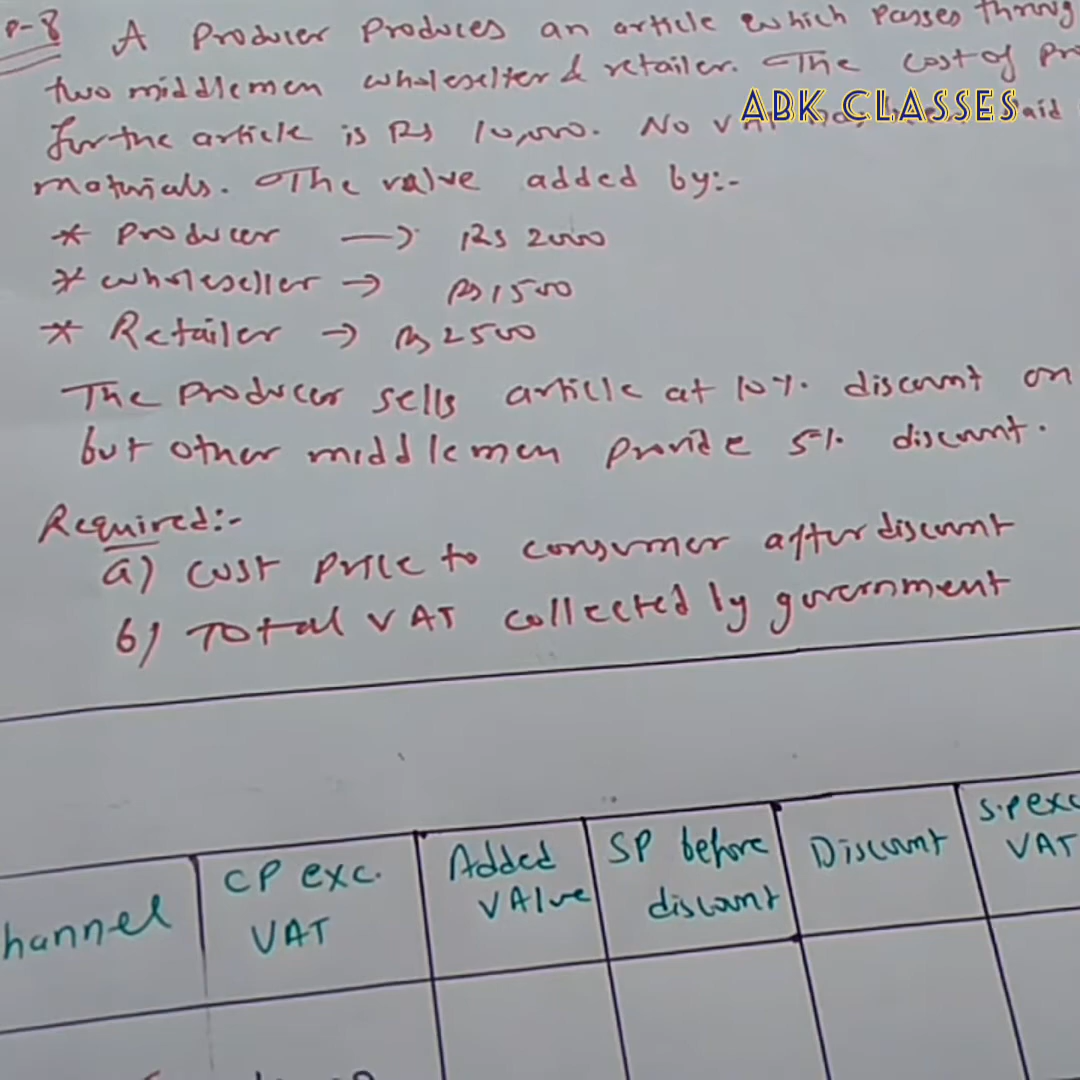 P-8 A Producer Produces an article which Passes throug
two middlemen wholeseller & retailer. The cost of pro
for the article is Rs 10,000. No VAT said
materials. The value added by:-
* Producer → Rs 2000
* wholeseller → Rs 1500
* Retailer → Rs 2500
The Producer sells article at 10% discount on
but other middlemen provide 5% discount.
Required:-
a) cost price to consumer after discount
b) Total VAT collected by government
ABK CLASSES
hannel CP exc. VAT Added VAlue SP before discount Discount S.P exc VAT